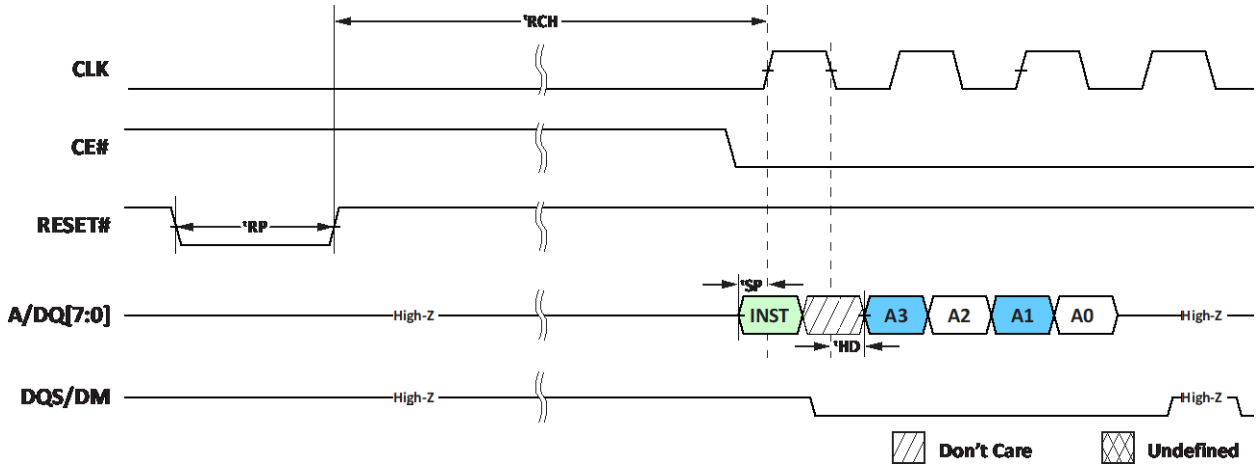 tRCH
CLK
CE#
RESET#
tRP
tSP
A/DQ[7:0]
High-Z
INST
A3
A2
A1
A0
High-Z
tHD
DQS/DM
High-Z
High-Z
Don't Care
Undefined